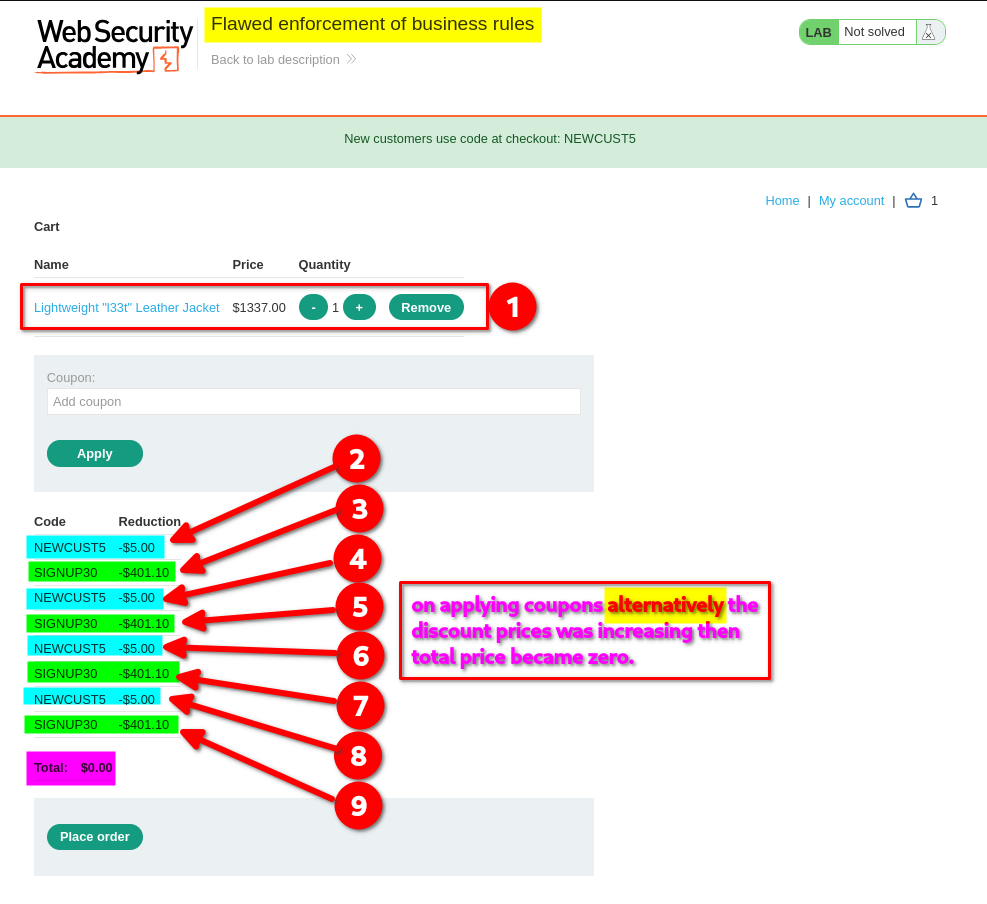 Web Security
Academy
Flawed enforcement of business rules
Back to lab description
LAB Not solved
New customers use code at checkout: NEWCUST5
Home | My account | 1
Cart
Name Price Quantity
Lightweight "l33t" Leather Jacket $1337.00 - 1 + Remove
1
Coupon:
Add coupon
Apply
2
3
4
5
6
7
8
9
Code Reduction
NEWCUST5 -$5.00
SIGNUP30 -$401.10
NEWCUST5 -$5.00
SIGNUP30 -$401.10
NEWCUST5 -$5.00
SIGNUP30 -$401.10
NEWCUST5 -$5.00
SIGNUP30 -$401.10
on applying coupons alternatively the
discount prices was increasing then
total price became zero.
Total: $0.00
Place order